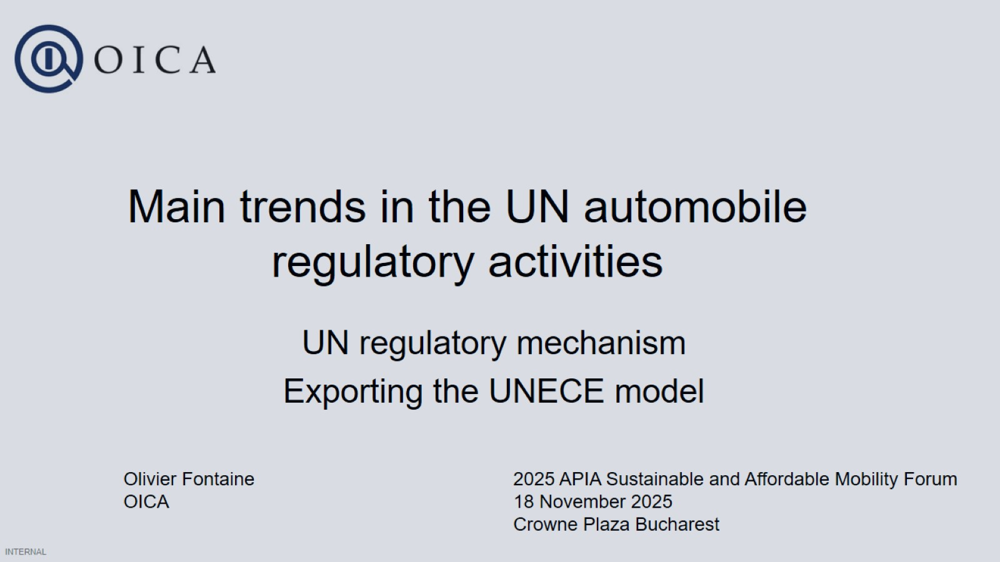 OICA
Main trends in the UN automobile
regulatory activities
UN regulatory mechanism
Exporting the UNECE model
Olivier Fontaine
OICA
2025 APIA Sustainable and Affordable Mobility Forum
18 November 2025
Crowne Plaza Bucharest
INTERNAL